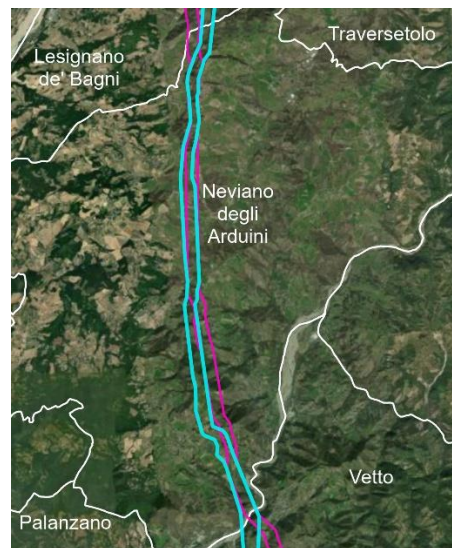 Traversetolo
Lesignano
de' Bagni
Neviano
degli
Arduini
Vetto
Palanzano